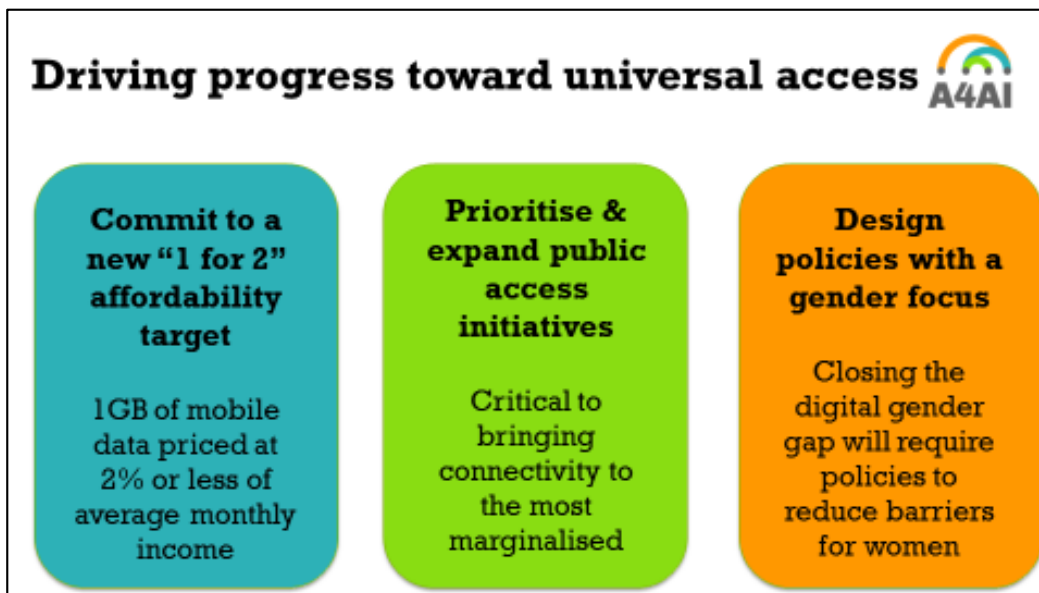 Driving progress toward universal access
A4AI
Commit to a
new “1 for 2”
affordability
target
1GB of mobile
data priced at
2% or less of
average monthly
income
Prioritise &
expand public
access
initiatives
Critical to
bringing
connectivity to
the most
marginalised
Design
policies with a
gender focus
Closing the
digital gender
gap will require
policies to
reduce barriers
for women